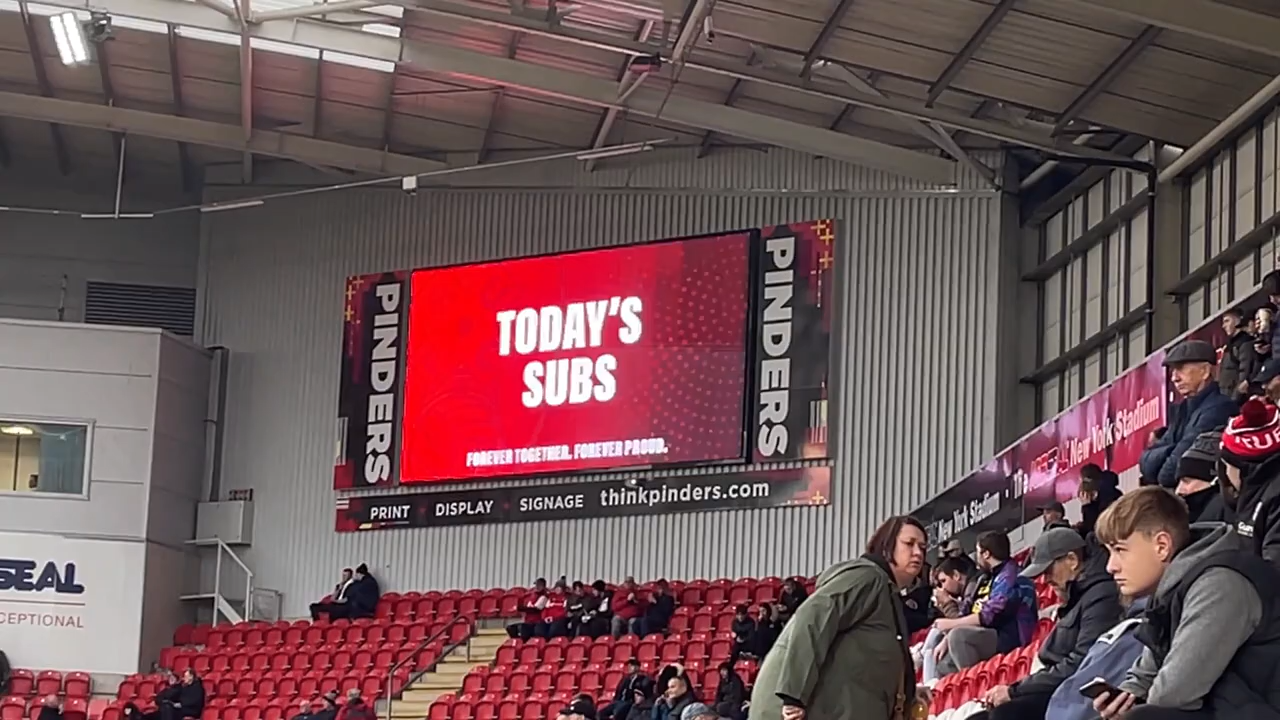 PINDERS
TODAY'S
SUBS
FOREVER TOGETHER. FOREVER PROUD.
PINDERS
PRINT DISPLAY SIGNAGE thinkpinders.com
New York Stadium
New York Stadium
SEAL
CEPTIONAL